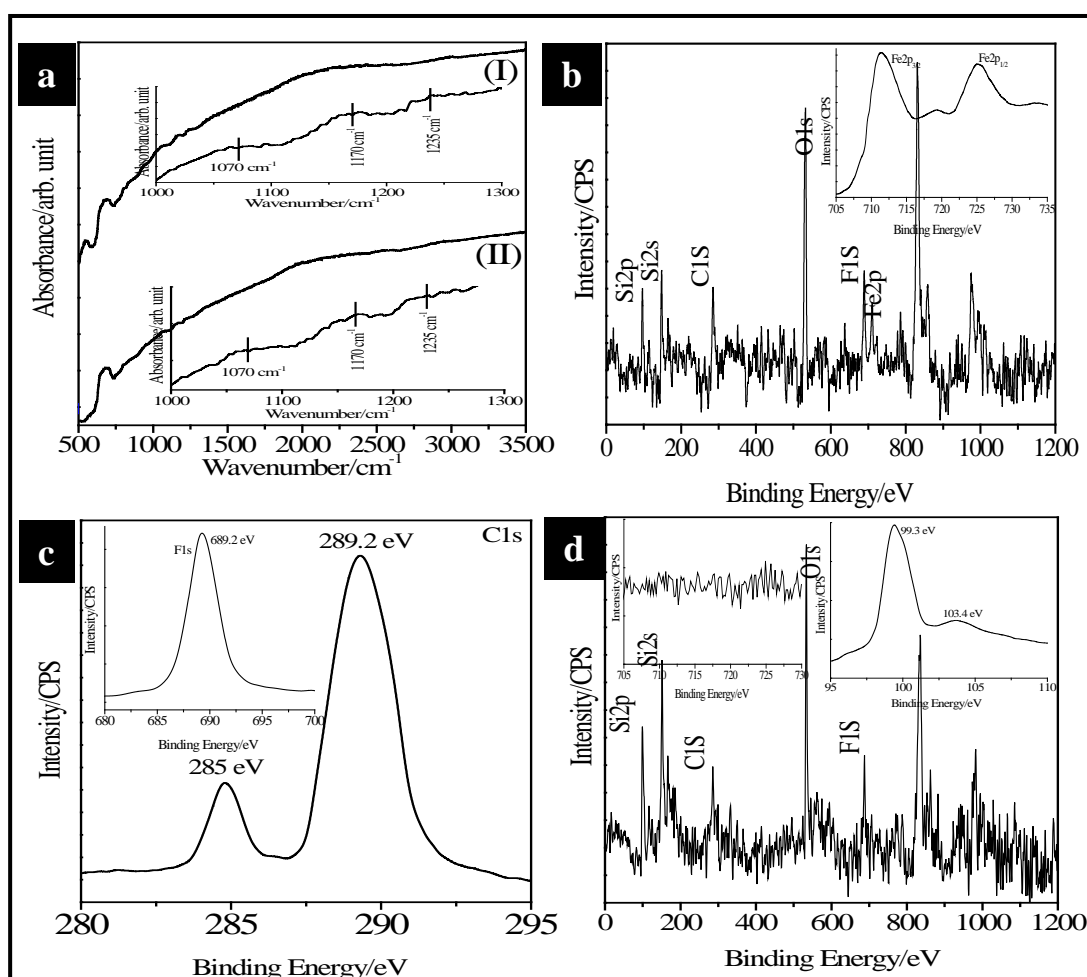 a
(I)
1070 cm-1
1170 cm-1
1235 cm-1
Absorbance/arb. unit
1000 1100 1200 1300
Wavenumber/cm-1
(II)
1070 cm-1
1170 cm-1
1235 cm-1
Absorbance/arb. unit
1000 1100 1200 1300
Wavenumber/cm-1
Absorbance/arb. unit
500 1000 1500 2000 2500 3000 3500
Wavenumber/cm-1
b
Fe2p3/2
Fe2p1/2
Intensity/CPS
705 710 715 720 725 730 735
Binding Energy/eV
Si2p
Si2s
C1S
O1s
F1S
Fe2p
Intensity/CPS
0 200 400 600 800 1000 1200
Binding Energy/eV
c
C1s
289.2 eV
285 eV
F1s
689.2 eV
Intensity/CPS
680 685 690 695 700
Binding Energy/eV
Intensity/CPS
280 285 290 295
Binding Energy/eV
d
Intensity/CPS
705 710 715 720 725 730
Binding Energy/eV
99.3 eV
103.4 eV
Intensity/CPS
95 100 105 110
Binding Energy/eV
Si2p
Si2s
C1S
O1s
F1S
Intensity/CPS
0 200 400 600 800 1000 1200
Binding Energy/eV